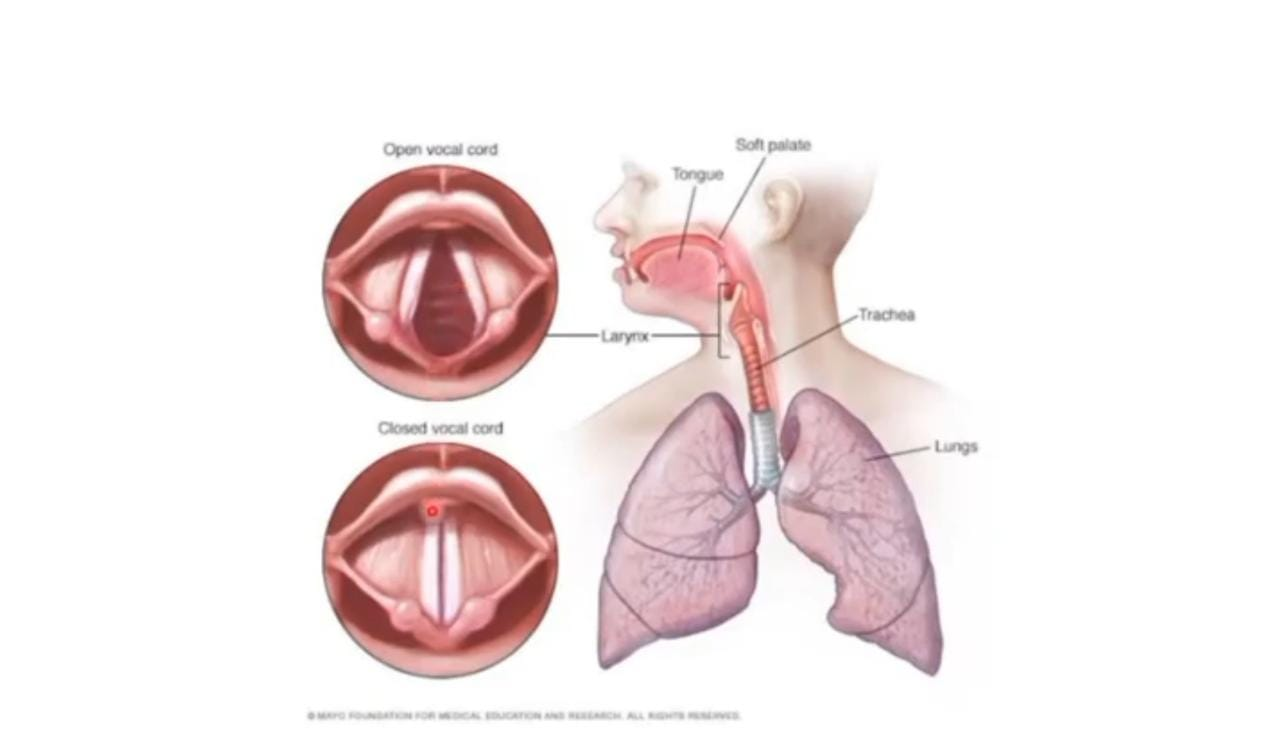 Open vocal cord
Soft palate
Tongue
Trachea
Larynx
Closed vocal cord
Lungs
© MAYO FOUNDATION FOR MEDICAL EDUCATION AND RESEARCH. ALL RIGHTS RESERVED.